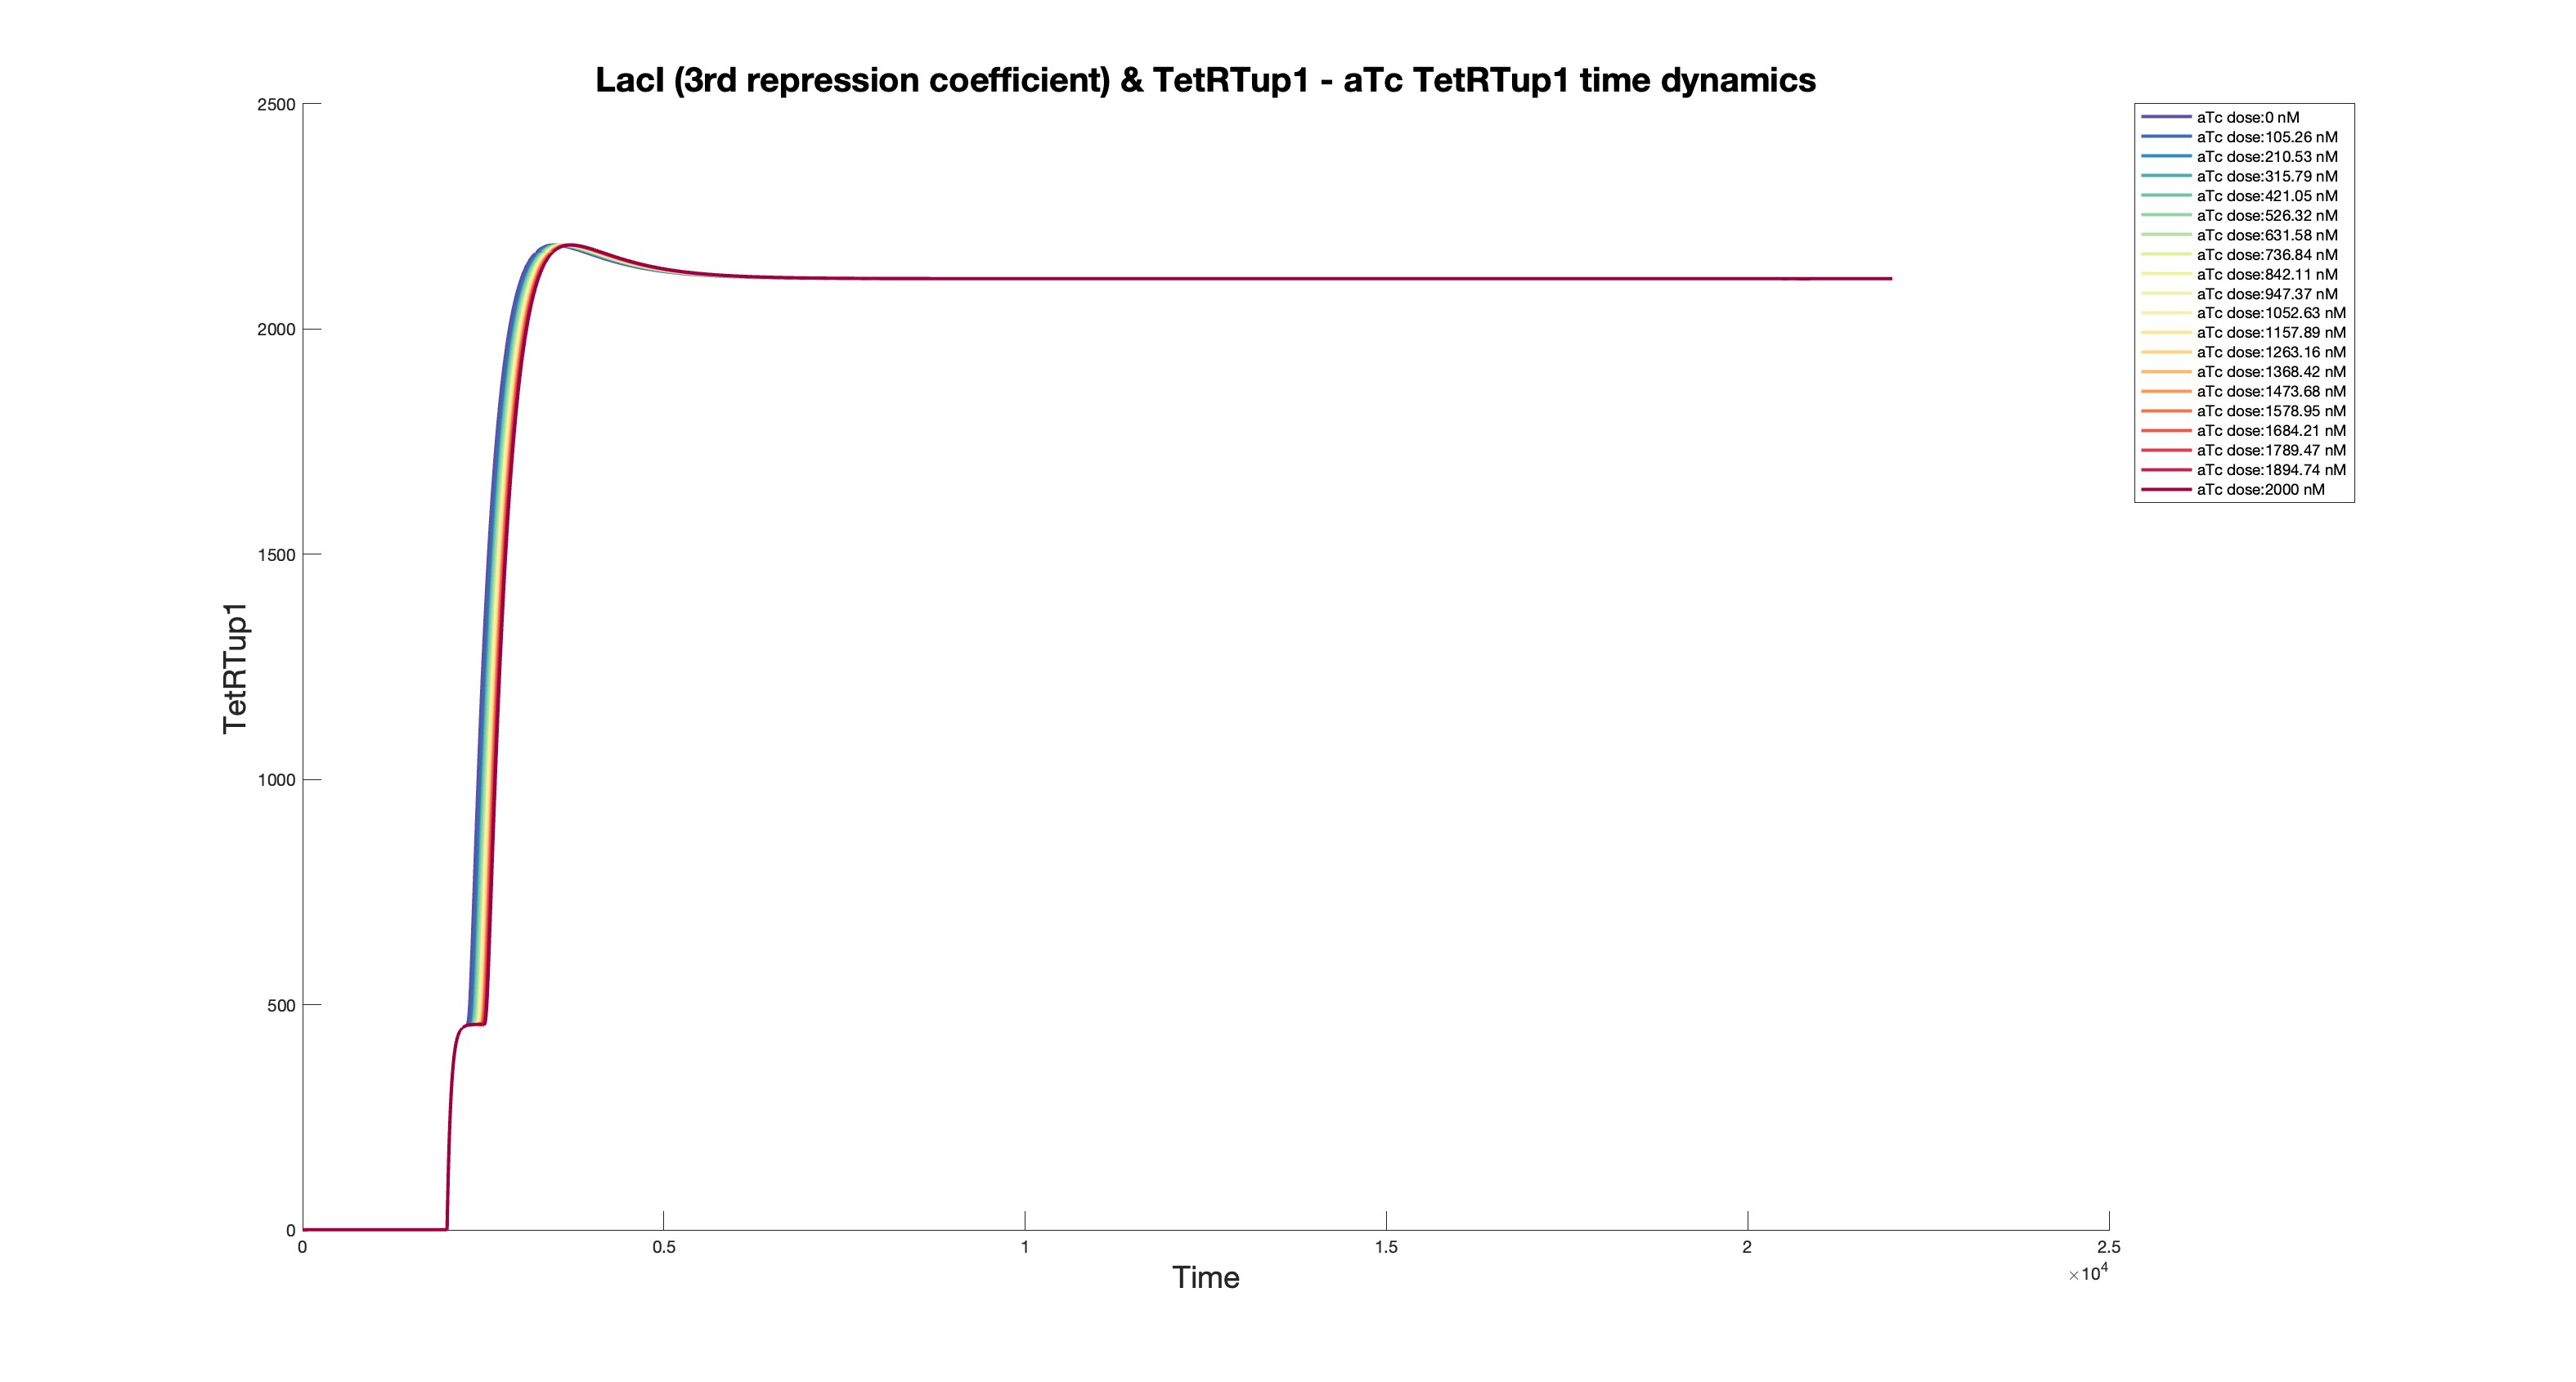 LacI (3rd repression coefficient) & TetRTup1 - aTc TetRTup1 time dynamics
2500
2000
1500
1000
500
0
TetRTup1
0
0.5
1
1.5
2
2.5
×10⁴
Time
aTc dose:0 nM
aTc dose:105.26 nM
aTc dose:210.53 nM
aTc dose:315.79 nM
aTc dose:421.05 nM
aTc dose:526.32 nM
aTc dose:631.58 nM
aTc dose:736.84 nM
aTc dose:842.11 nM
aTc dose:947.37 nM
aTc dose:1052.63 nM
aTc dose:1157.89 nM
aTc dose:1263.16 nM
aTc dose:1368.42 nM
aTc dose:1473.68 nM
aTc dose:1578.95 nM
aTc dose:1684.21 nM
aTc dose:1789.47 nM
aTc dose:1894.74 nM
aTc dose:2000 nM